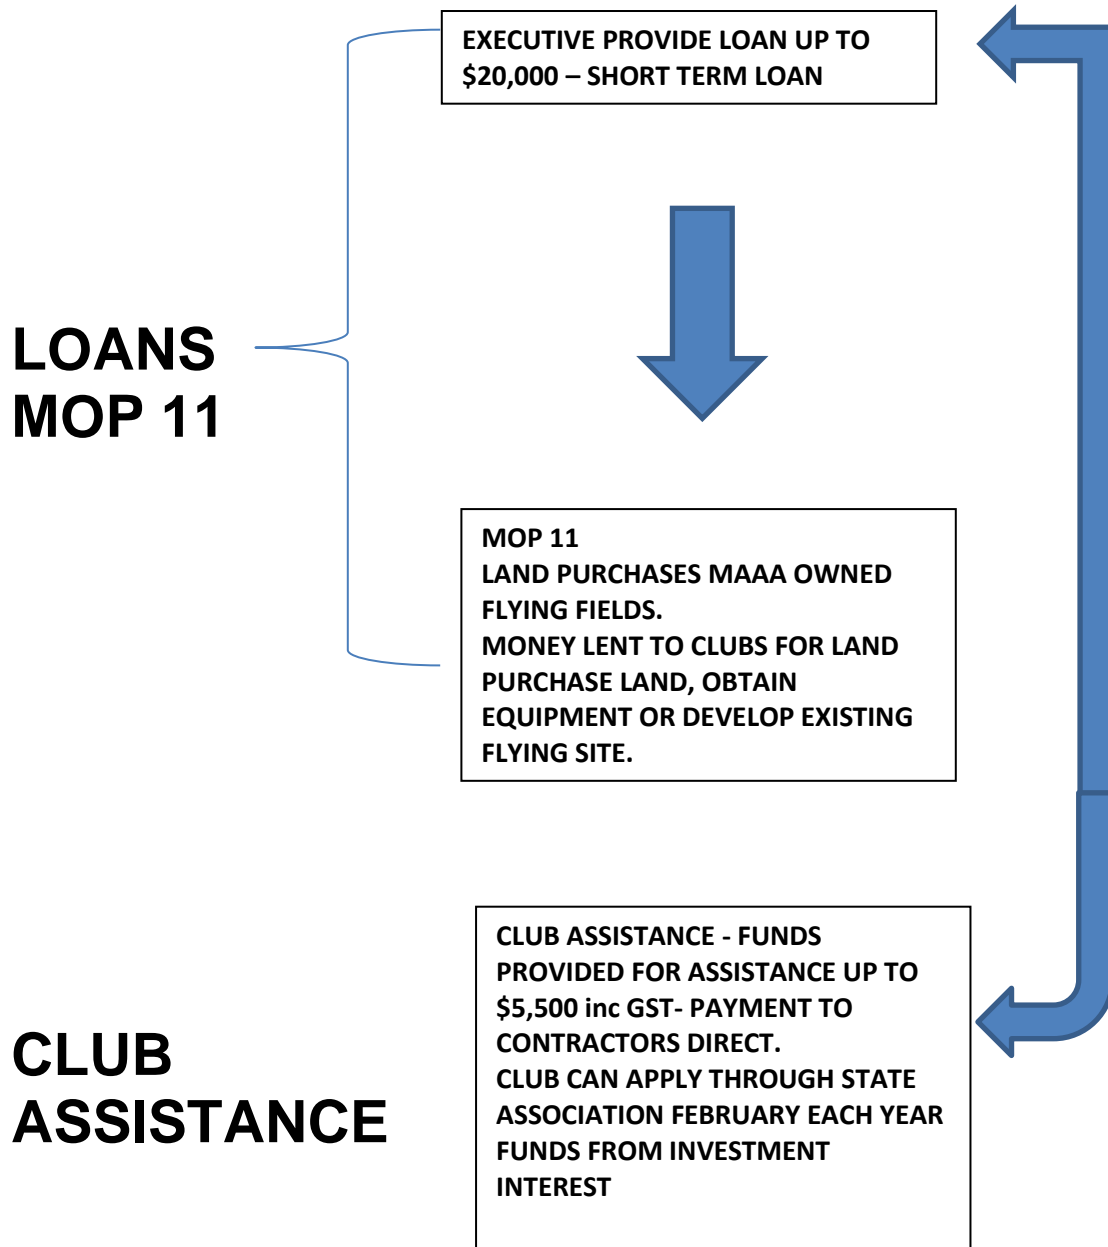 EXECUTIVE PROVIDE LOAN UP TO
$20,000 – SHORT TERM LOAN
LOANS
MOP 11
MOP 11
LAND PURCHASES MAAA OWNED
FLYING FIELDS.
MONEY LENT TO CLUBS FOR LAND
PURCHASE LAND, OBTAIN
EQUIPMENT OR DEVELOP EXISTING
FLYING SITE.
CLUB
ASSISTANCE
CLUB ASSISTANCE - FUNDS
PROVIDED FOR ASSISTANCE UP TO
$5,500 inc GST- PAYMENT TO
CONTRACTORS DIRECT.
CLUB CAN APPLY THROUGH STATE
ASSOCIATION FEBRUARY EACH YEAR
FUNDS FROM INVESTMENT
INTEREST